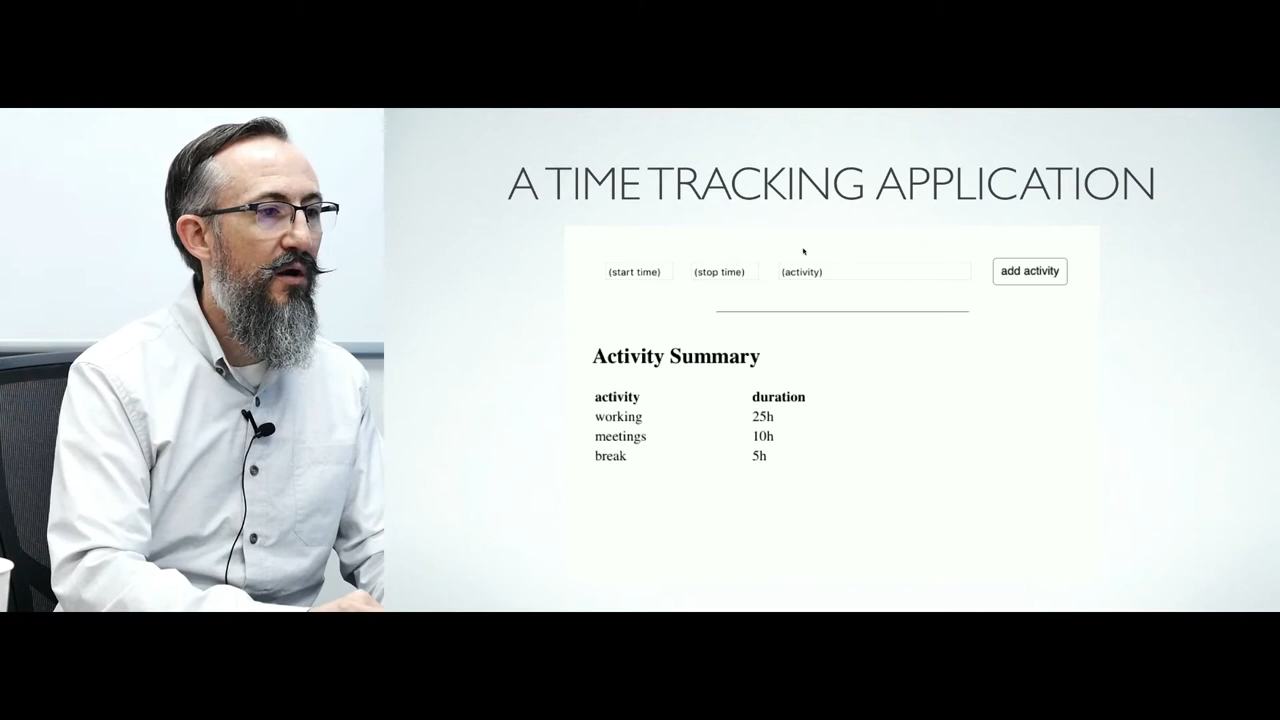 A TIME TRACKING APPLICATION
(start time) (stop time) (activity) add activity
Activity Summary
activity duration
working 25h
meetings 10h
break 5h